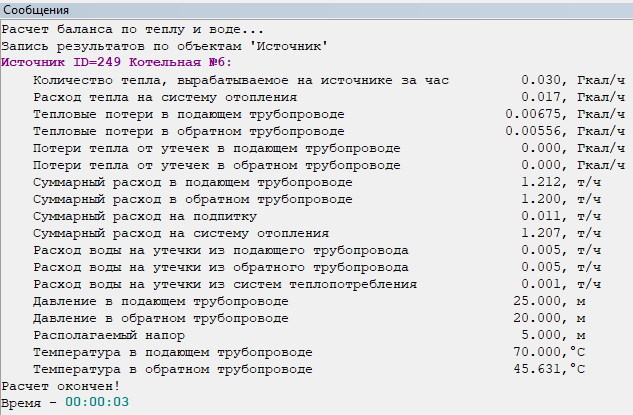 Сообщения
Расчет баланса по теплу и воде...
Запись результатов по объектам 'Источник'
Источник ID=249 Котельная №6:
Количество тепла, вырабатываемое на источнике за час 0.030, Гкал/ч
Расход тепла на систему отопления 0.017, Гкал/ч
Тепловые потери в подающем трубопроводе 0.00675, Гкал/ч
Тепловые потери в обратном трубопроводе 0.00556, Гкал/ч
Потери тепла от утечек в подающем трубопроводе 0.000, Гкал/ч
Потери тепла от утечек в обратном трубопроводе 0.000, Гкал/ч
Суммарный расход в подающем трубопроводе 1.212, т/ч
Суммарный расход в обратном трубопроводе 1.200, т/ч
Суммарный расход на подпитку 0.011, т/ч
Суммарный расход на систему отопления 1.207, т/ч
Расход воды на утечки из подающего трубопровода 0.005, т/ч
Расход воды на утечки из обратного трубопровода 0.005, т/ч
Расход воды на утечки из систем теплопотребления 0.001, т/ч
Давление в подающем трубопроводе 25.000, м
Давление в обратном трубопроводе 20.000, м
Располагаемый напор 5.000, м
Температура в подающем трубопроводе 70.000,°C
Температура в обратном трубопроводе 45.631,°C
Расчет окончен!
Время - 00:00:03